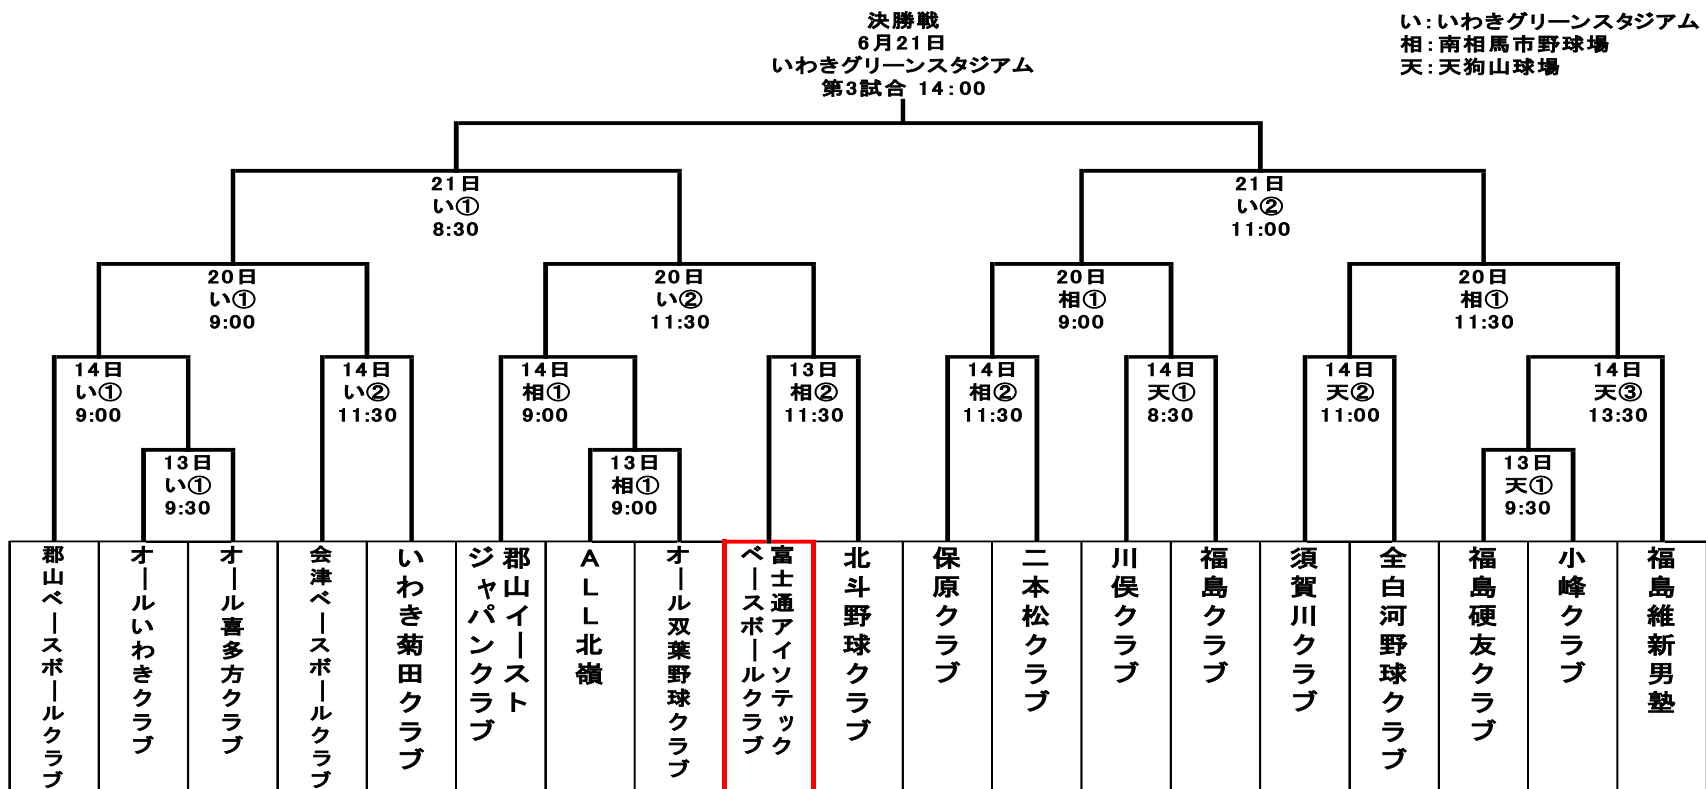 決勝戦
6月21日
いわきグリーンスタジアム
第3試合 14:00
い:いわきグリーンスタジアム
相:南相馬市野球場
天:天狗山球場
21日
い①
8:30
21日
い②
11:00
20日
い①
9:00
20日
い②
11:30
20日
相①
9:00
20日
相①
11:30
14日
い①
9:00
14日
い②
11:30
14日
相①
9:00
13日
相②
11:30
14日
相②
11:30
14日
天①
8:30
14日
天②
11:00
14日
天③
13:30
13日
い①
9:30
13日
相①
9:00
13日
天①
9:30
郡山ベースボールクラブ
オールいわきクラブ
オール喜多方クラブ
会津ベースボールクラブ
いわき菊田クラブ
郡山イースト
ジャパンクラブ
ALL北嶺
オール双葉野球クラブ
富士通アイソテック
ベースボールクラブ
北斗野球クラブ
保原クラブ
二本松クラブ
川俣クラブ
福島クラブ
須賀川クラブ
全白河野球クラブ
福島硬友クラブ
小峰クラブ
福島維新男塾